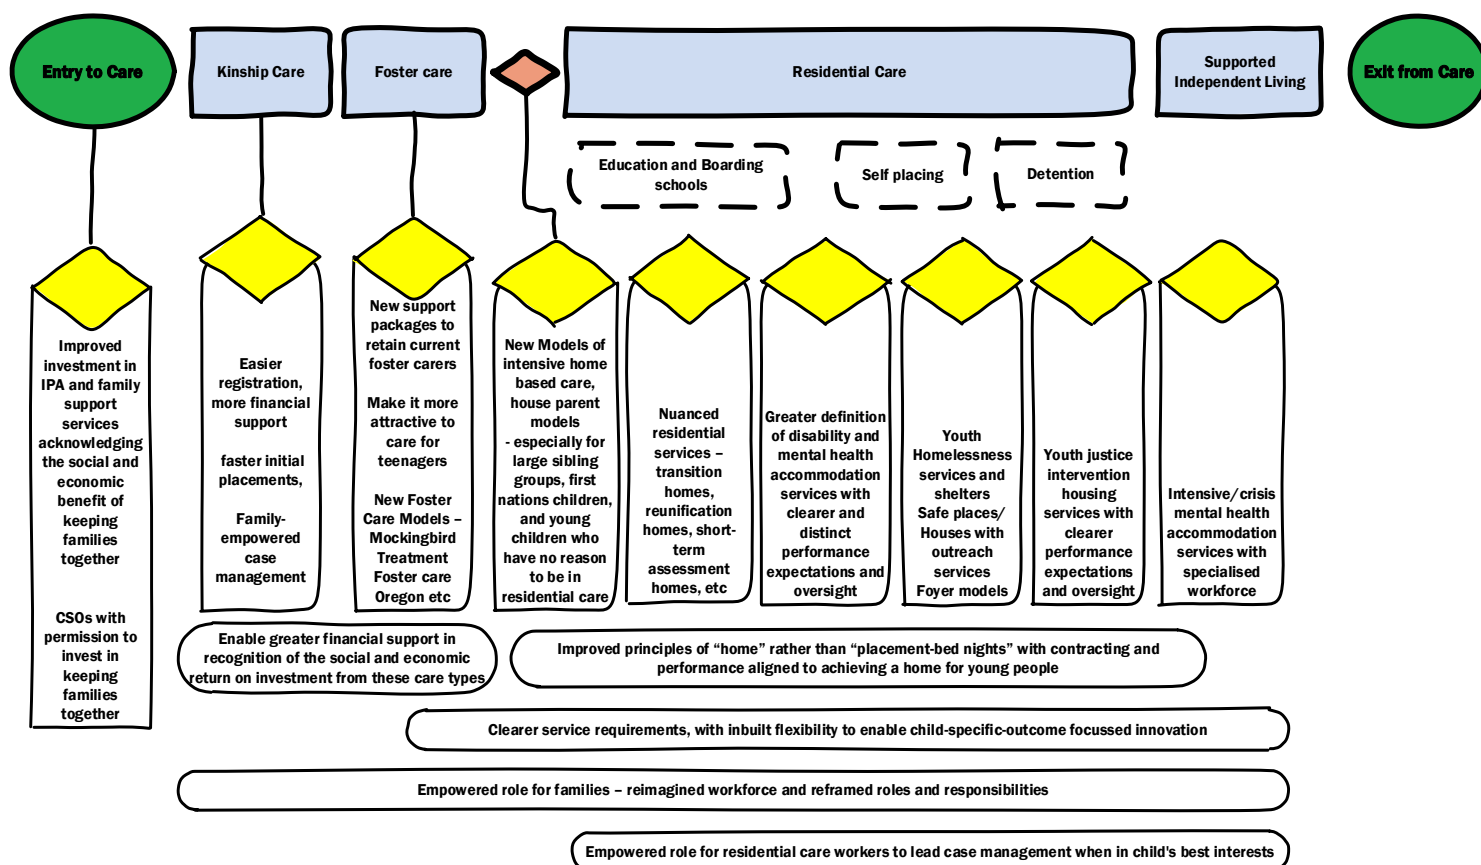 Entry to Care
Kinship Care
Foster care
Residential Care
Supported
Independent Living
Exit from Care
Education and Boarding
schools
Self placing
Detention
Improved
investment in
IPA and family
support
services
acknowledging
the social and
economic
benefit of
keeping
families
together
CSOs with
permission to
invest in
keeping
families
together
Easier
registration,
more financial
support
faster initial
placements,
Family-
empowered
case
management
New support
packages to
retain current
foster carers
Make it more
attractive to
care for
teenagers
New Foster
Care Models –
Mockingbird
Treatment
Foster care
Oregon etc
New Models of
intensive home
based care,
house parent
models
- especially for
large sibling
groups, first
nations children,
and young
children who
have no reason
to be in
residential care
Nuanced
residential
services –
transition
homes,
reunification
homes, short-
term
assessment
homes, etc
Greater definition
of disability and
mental health
accommodation
services with
clearer and
distinct
performance
expectations and
oversight
Youth
Homelessness
services and
shelters
Safe places/
Houses with
outreach
services
Foyer models
Youth justice
intervention
housing
services with
clearer
performance
expectations
and oversight
Intensive/crisis
mental health
accommodation
services with
specialised
workforce
Enable greater financial support in
recognition of the social and economic
return on investment from these care types
Improved principles of “home” rather than “placement-bed nights” with contracting and
performance aligned to achieving a home for young people
Clearer service requirements, with inbuilt flexibility to enable child-specific-outcome focussed innovation
Empowered role for families – reimagined workforce and reframed roles and responsibilities
Empowered role for residential care workers to lead case management when in child's best interests